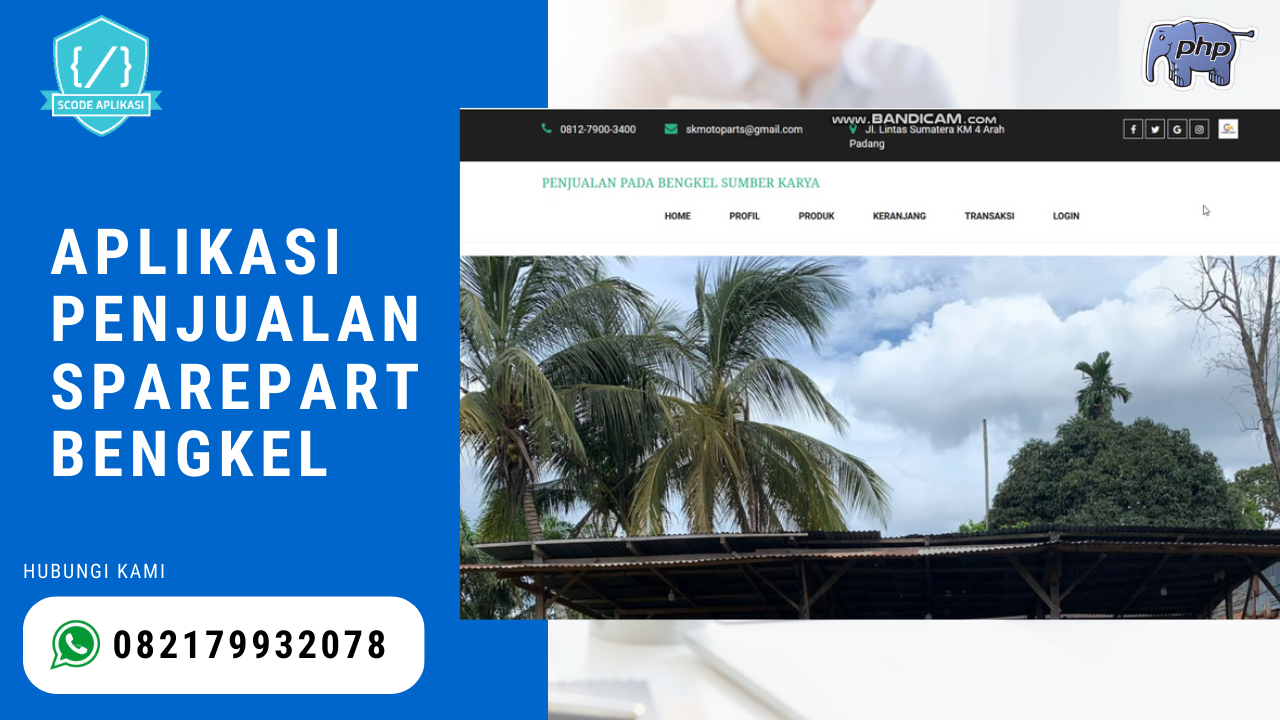 {/}
SCODE APLIKASI
php
APLIKASI
PENJUALAN
SPAREPART
BENGKEL
HUBUNGI KAMI
082179932078
www.BANDICAM.com
0812-7900-3400
skmotoparts@gmail.com
Jl. Lintas Sumatera KM 4 Arah
Padang
PENJUALAN PADA BENGKEL SUMBER KARYA
HOME PROFIL PRODUK KERANJANG TRANSAKSI LOGIN